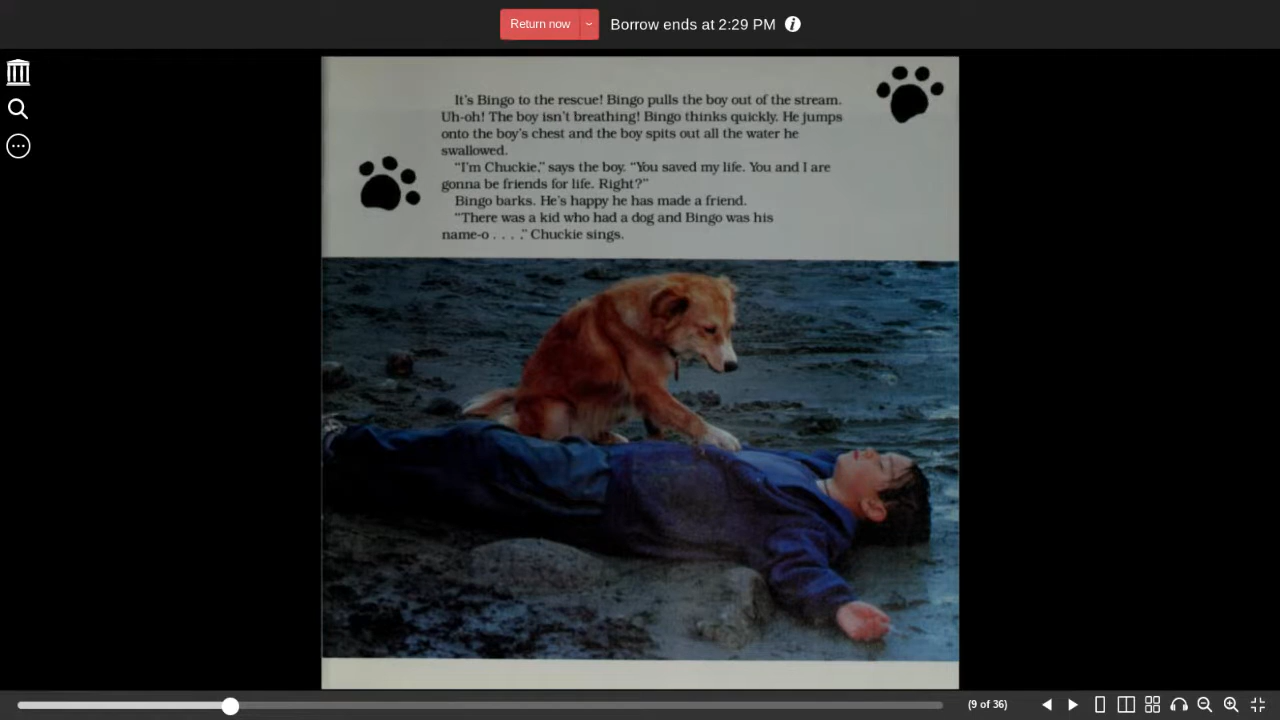 Return now
Borrow ends at 2:29 PM
It's Bingo to the rescue! Bingo pulls the boy out of the stream.
Uh-oh! The boy isn't breathing! Bingo thinks quickly. He jumps
onto the boy's chest and the boy spits out all the water he
swallowed.
"I'm Chuckie," says the boy. "You saved my life. You and I are
gonna be friends for life. Right?"
Bingo barks. He's happy he has made a friend.
"There was a kid who had a dog and Bingo was his
name-o . . . ." Chuckie sings.
(9 of 36)